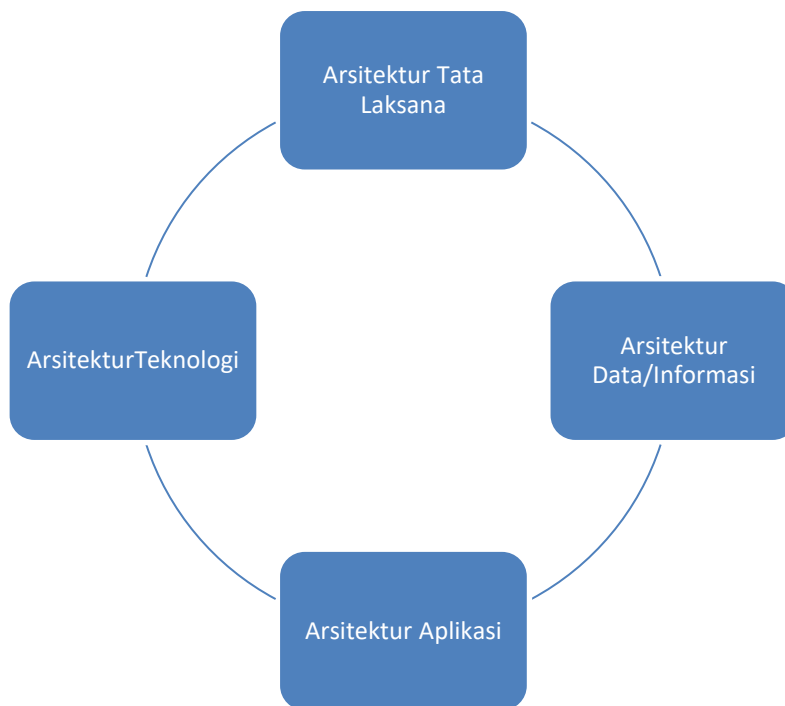 Arsitektur Tata
Laksana
ArsitekturTeknologi
Arsitektur
Data/Informasi
Arsitektur Aplikasi